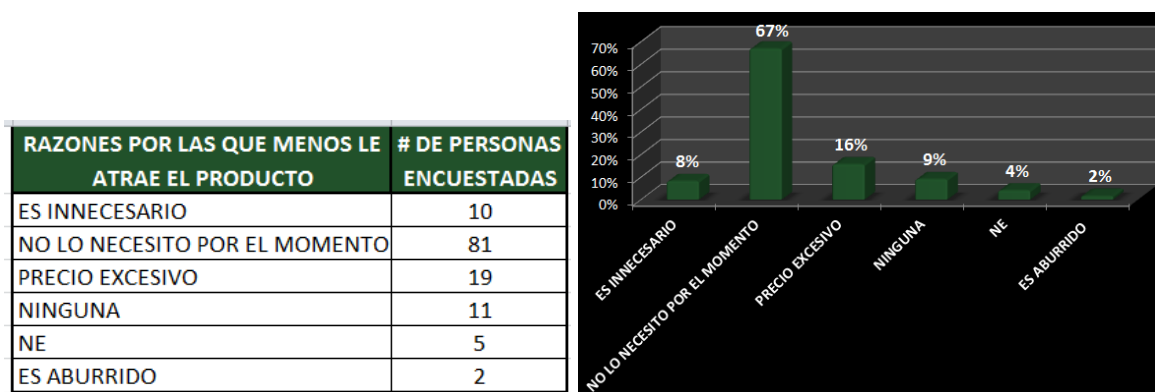 RAZONES POR LAS QUE MENOS LE ATRAE EL PRODUCTO # DE PERSONAS ENCUESTADAS
ES INNECESARIO 10
NO LO NECESITO POR EL MOMENTO 81
PRECIO EXCESIVO 19
NINGUNA 11
NE 5
ES ABURRIDO 2
70%
60%
50%
40%
30%
20%
10%
0%
8%
67%
16%
9%
4%
2%
ES INNECESARIO
NO LO NECESITO POR EL MOMENTO
PRECIO EXCESIVO
NINGUNA
NE
ES ABURRIDO